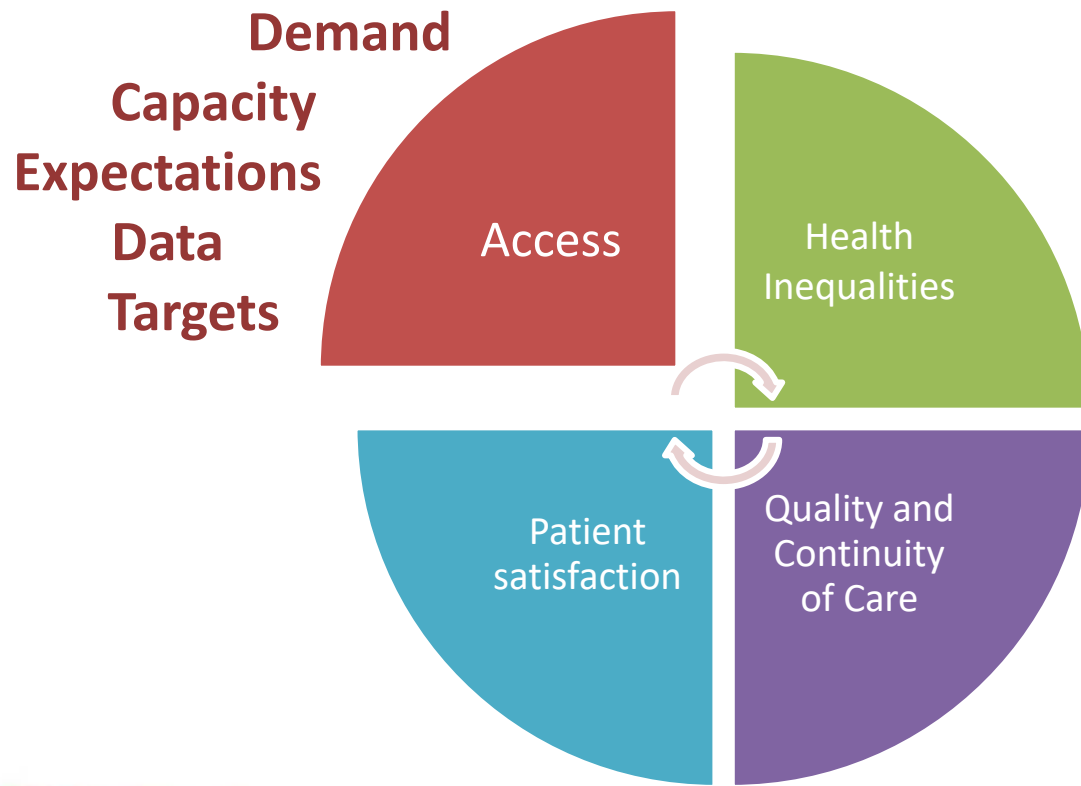 Demand
Capacity
Expectations
Data
Targets
Access
Health
Inequalities
Patient
satisfaction
Quality and
Continuity
of Care